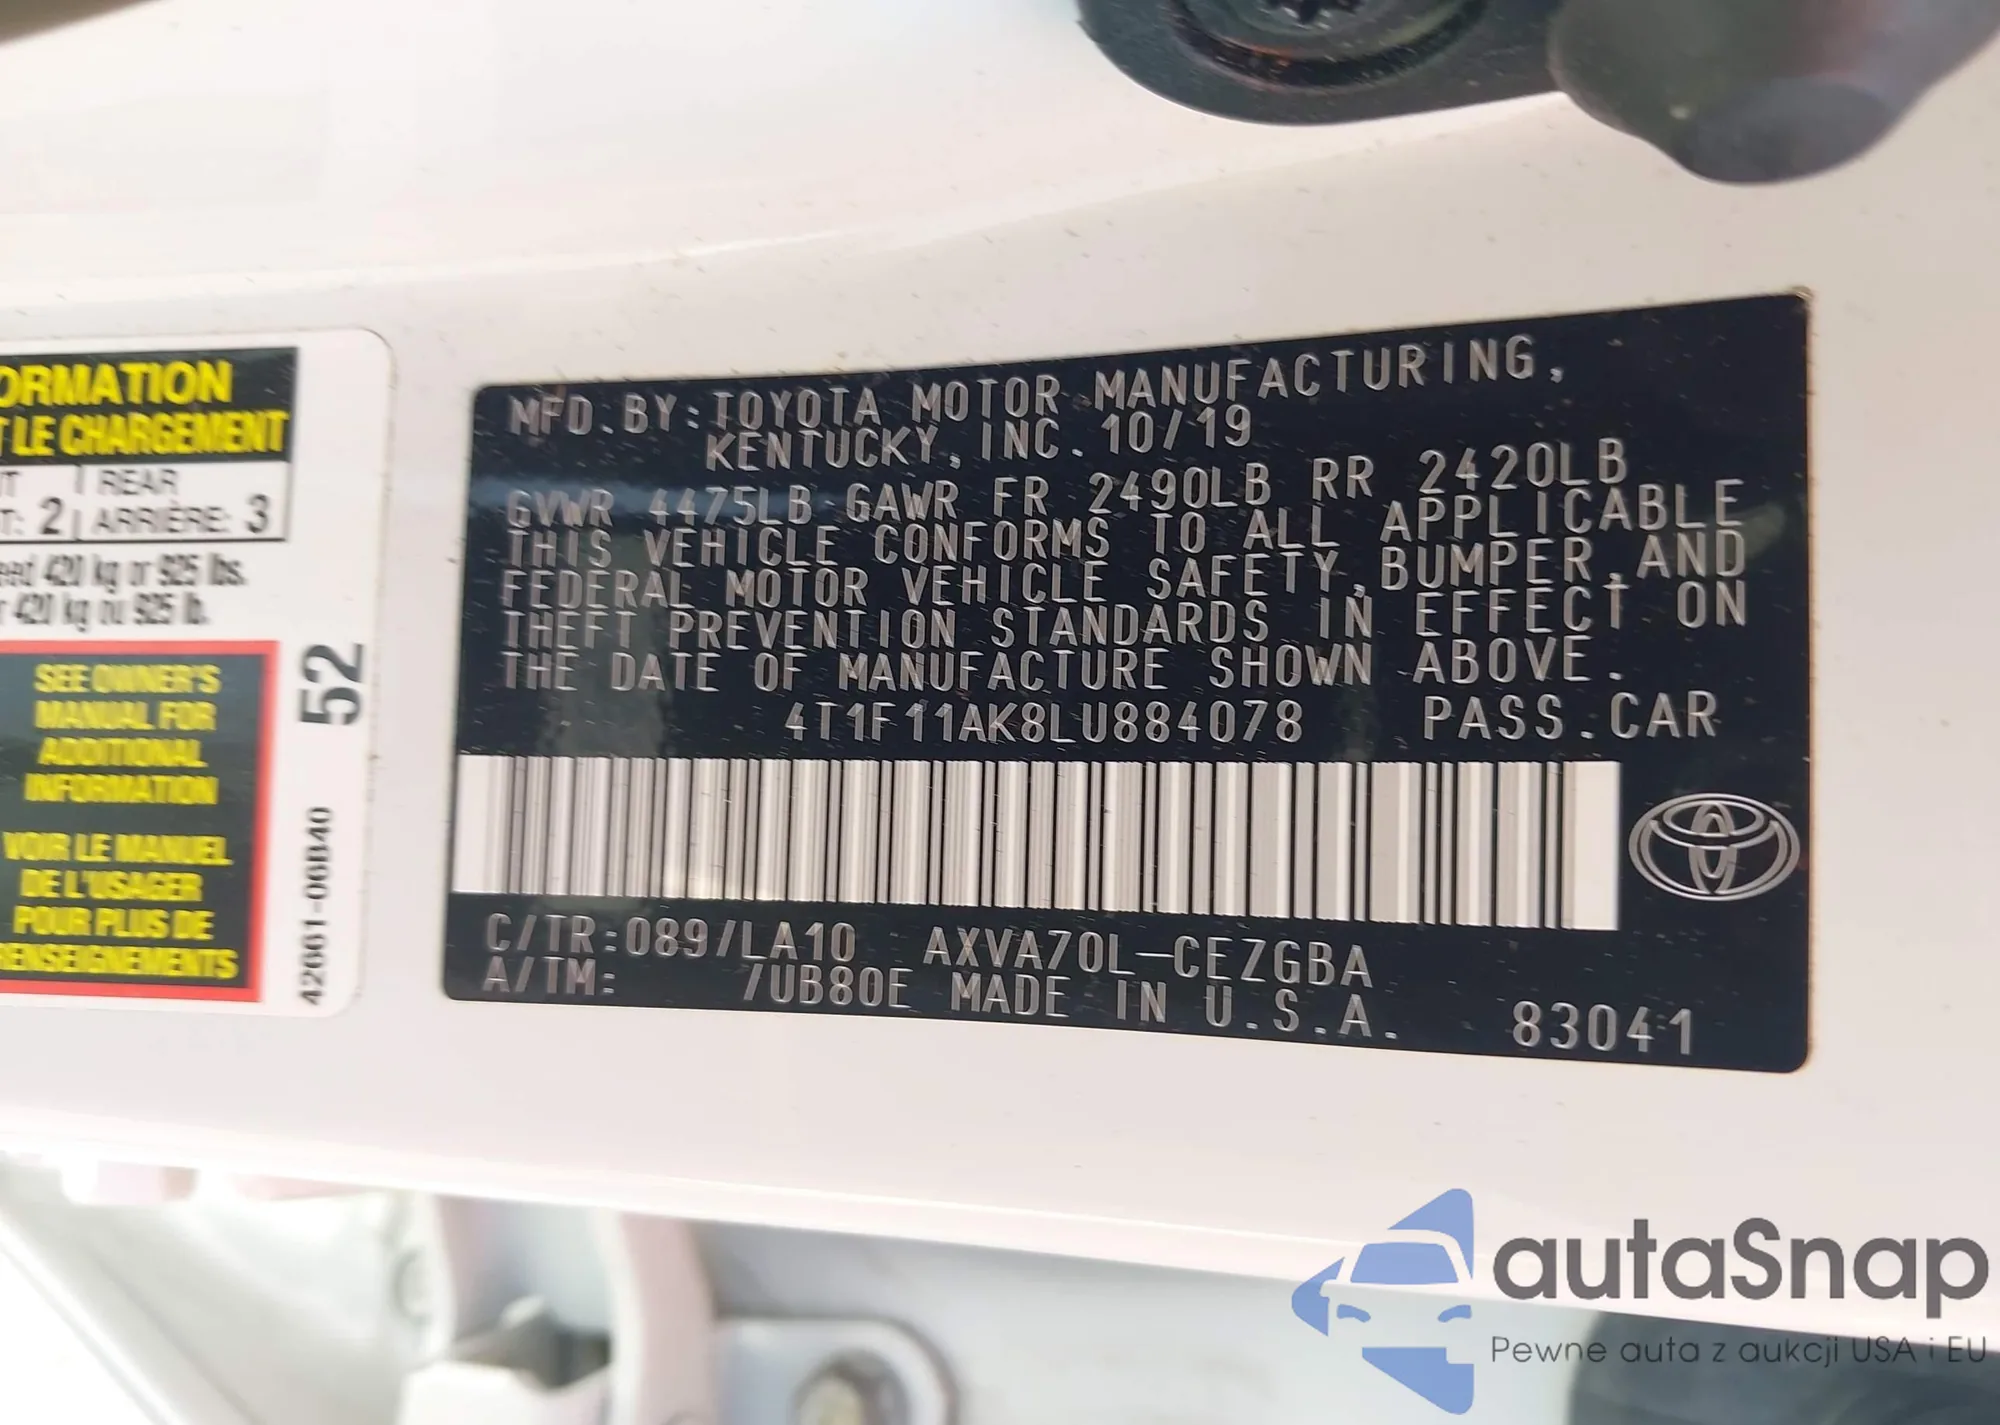 ORMATION
T LE CHARGEMENT
REAR
T: 2 ARRIÈRE: 3
eed 420 kg or 925 lbs.
r 420 kg ou 925 lb.
SEE OWNER'S
MANUAL FOR
ADDITIONAL
INFORMATION
VOIR LE MANUEL
DE L'USAGER
POUR PLUS DE
RENSEIGNEMENTS
52
42661-06B40
MFD.BY:TOYOTA MOTOR MANUFACTURING,
KENTUCKY, INC. 10/19
GVWR 4475LB GAWR FR 2490LB RR 2420LB
THIS VEHICLE CONFORMS TO ALL APPLICABLE
FEDERAL MOTOR VEHICLE SAFETY,BUMPER,AND
THEFT PREVENTION STANDARDS IN EFFECT ON
THE DATE OF MANUFACTURE SHOWN ABOVE.
4T1F11AK8LU884078 PASS.CAR
C/TR:089/LA10 AXVA70L-CEZGBA
A/TM: /UB80E MADE IN U.S.A. 83041
autaSnap
Pewne auta z aukcji USA i EU